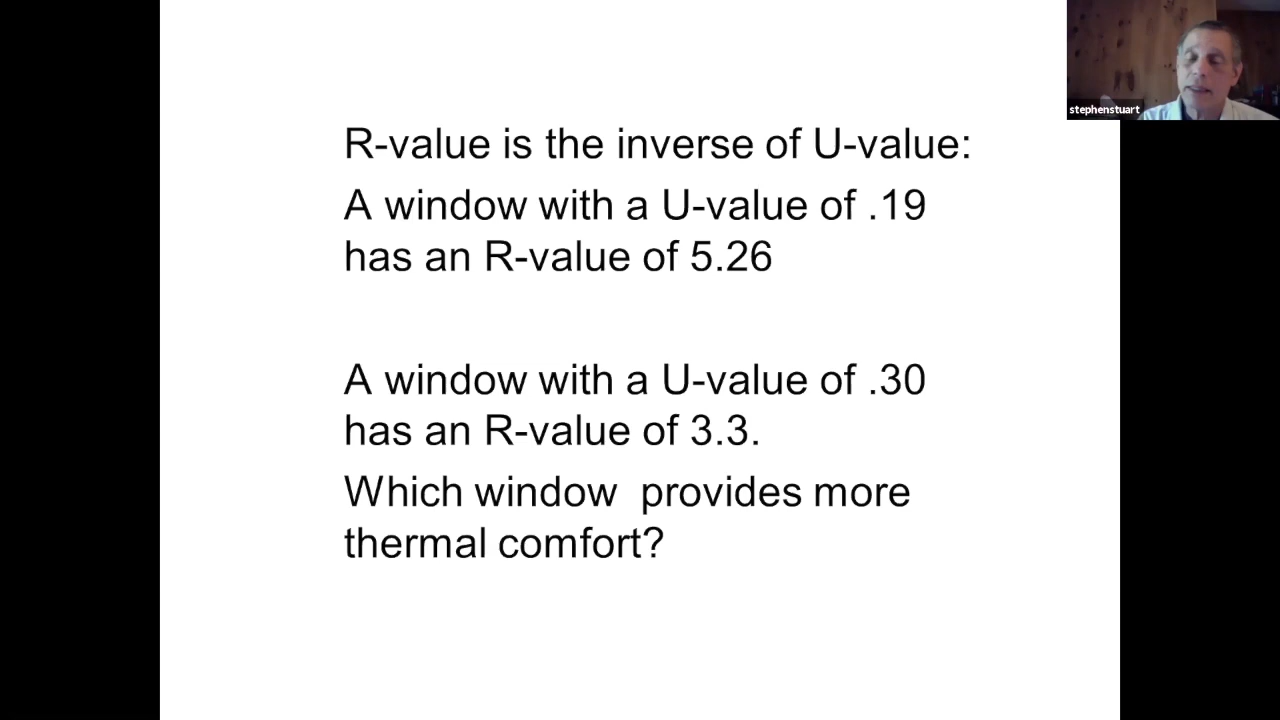 stephenstuart
R-value is the inverse of U-value:
A window with a U-value of .19
has an R-value of 5.26
A window with a U-value of .30
has an R-value of 3.3.
Which window  provides more
thermal comfort?